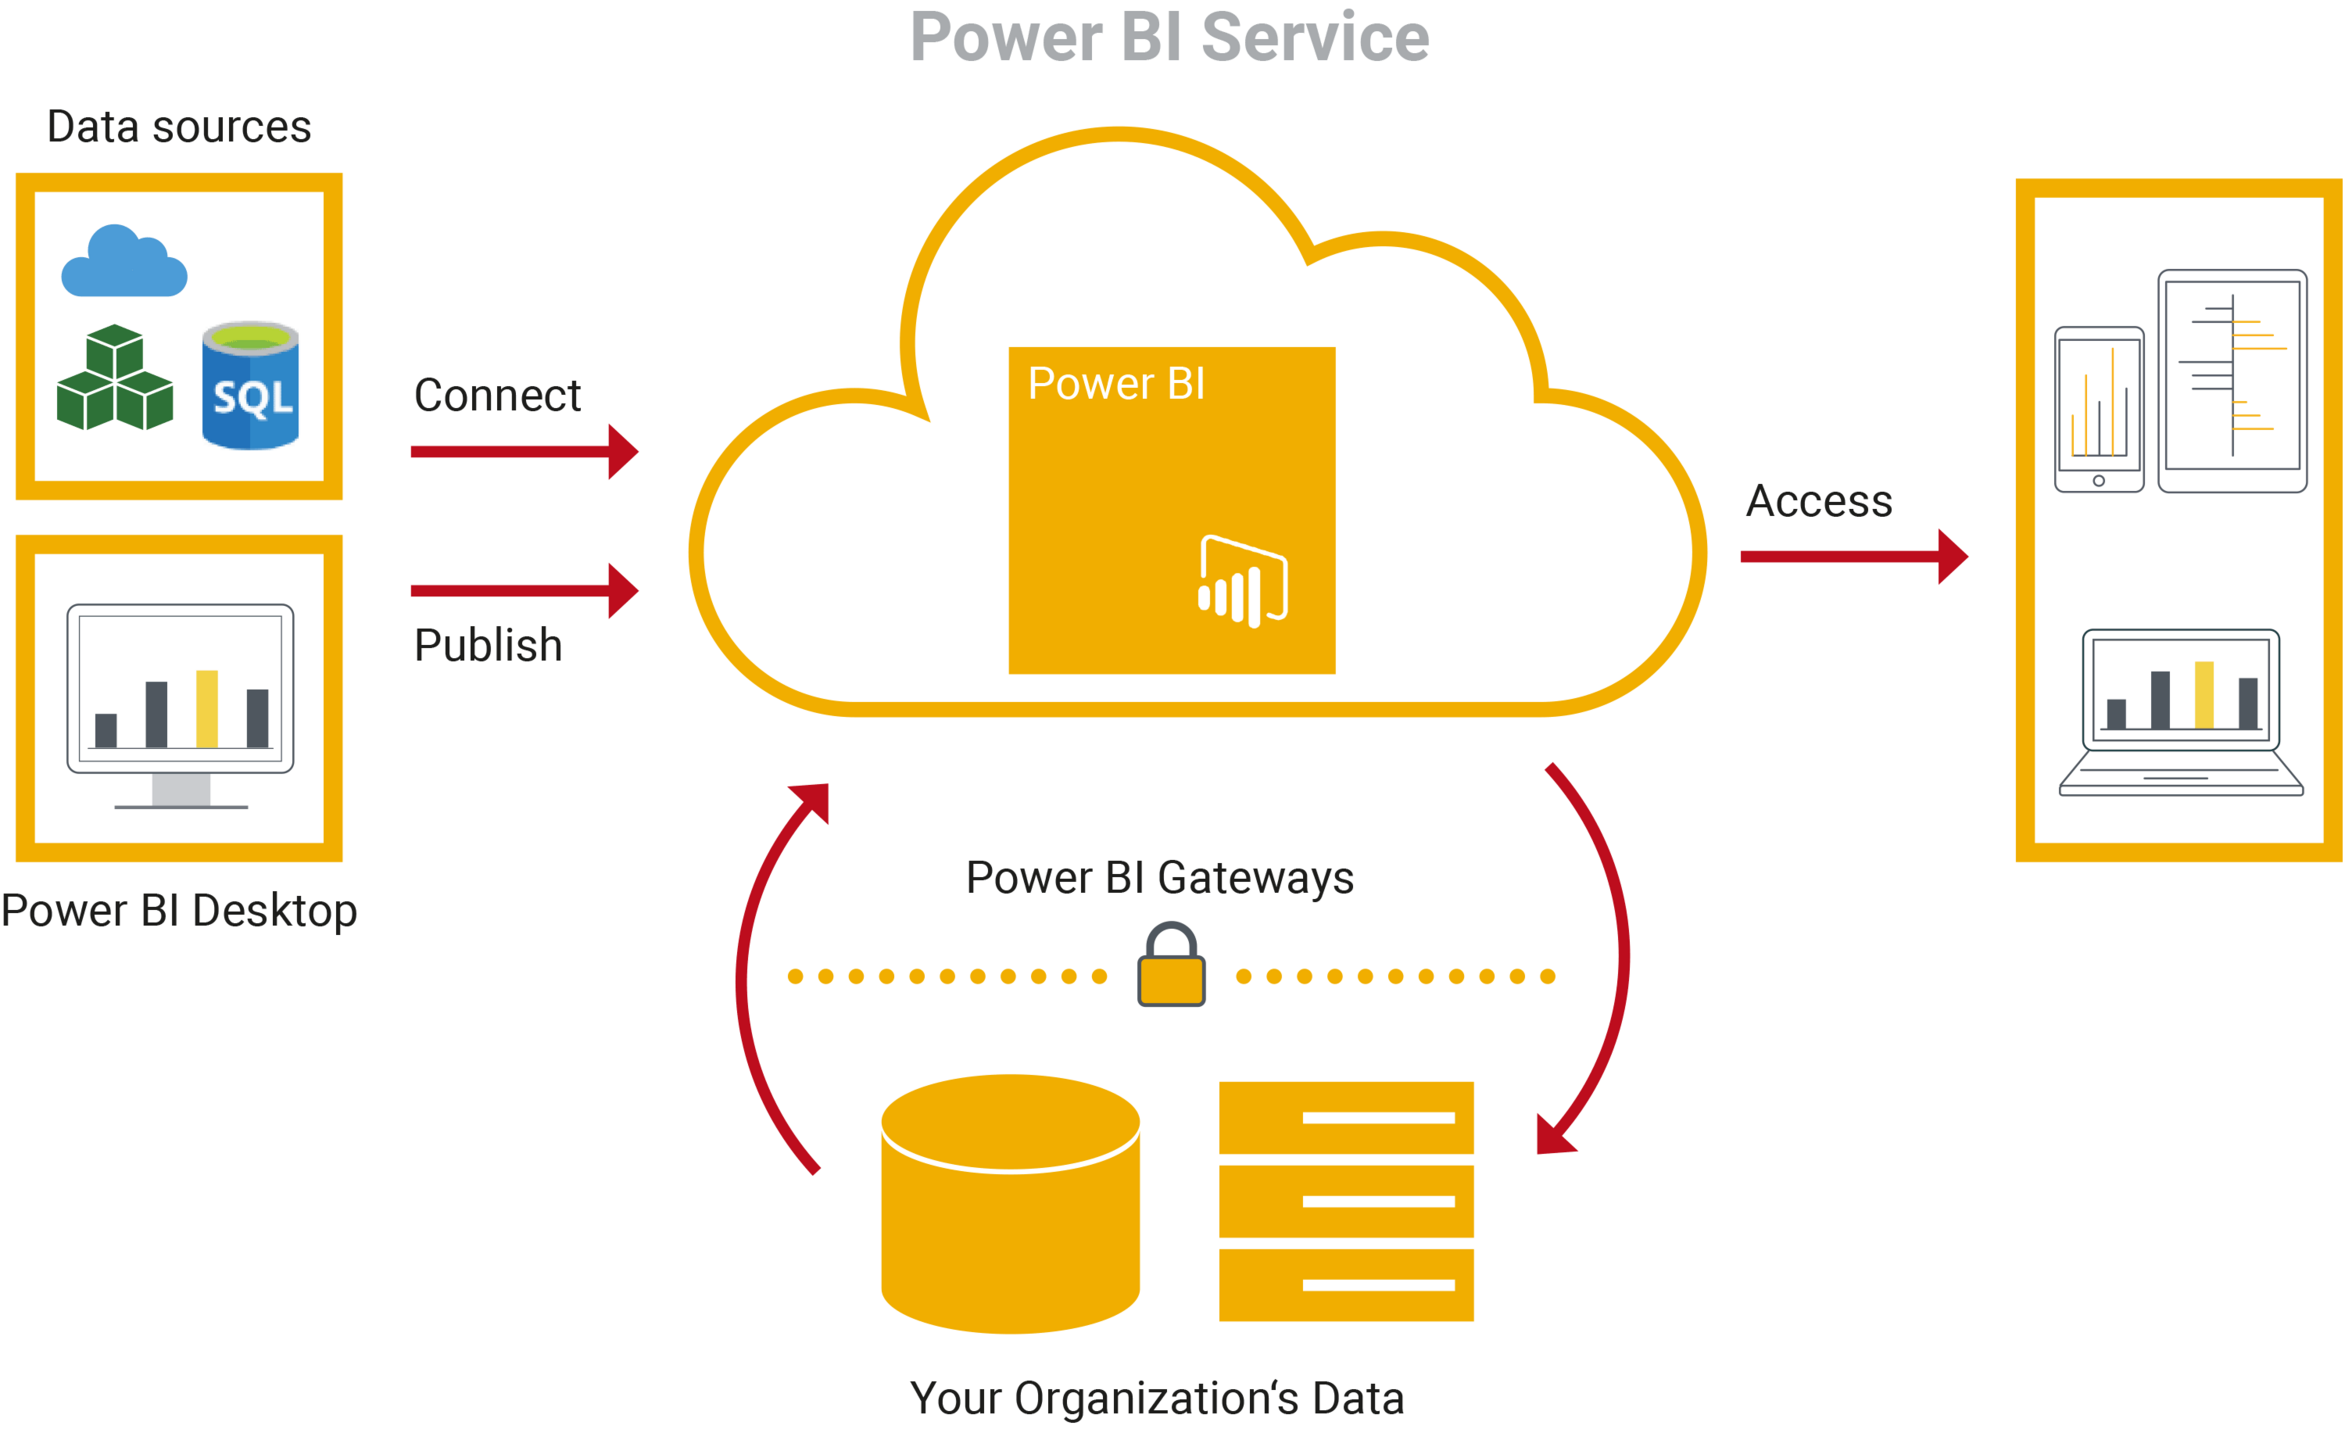 Power BI Service
Data sources
SQL
Connect
Power BI
Access
Publish
Power BI Desktop
Power BI Gateways
Your Organization‘s Data